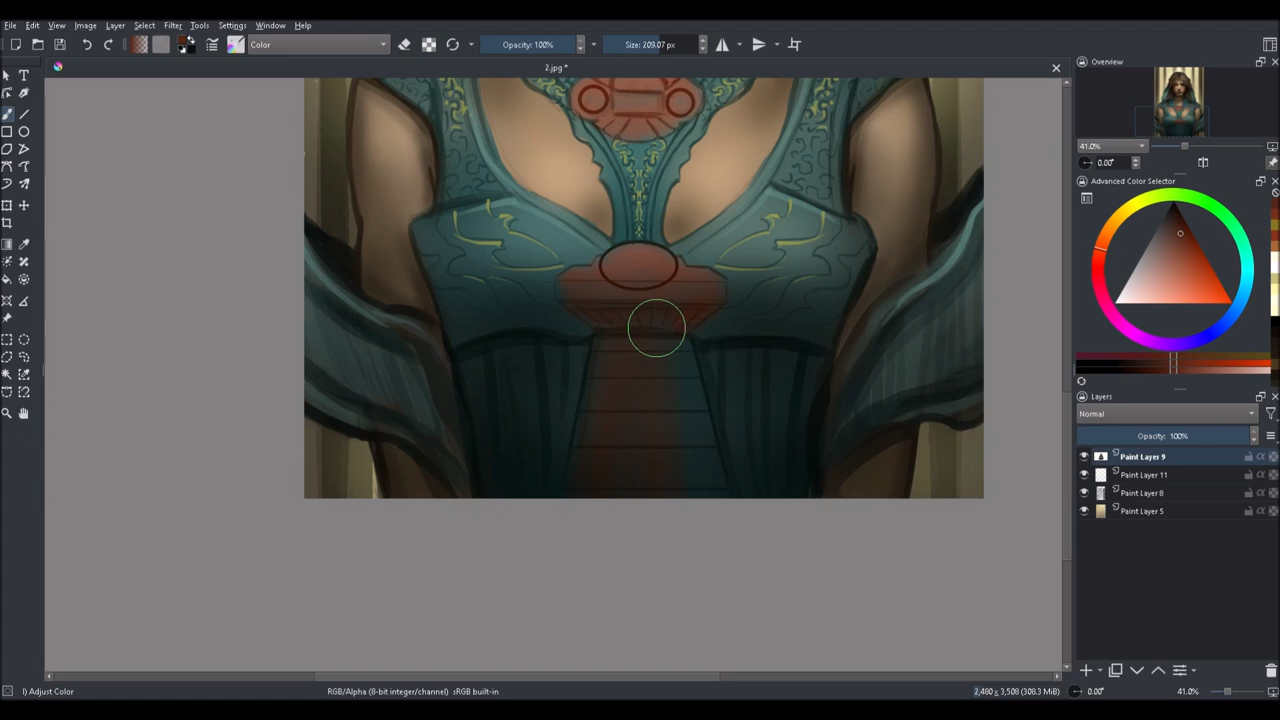 File Edit View Image Layer Select Filter Tools Settings Window Help
Color Opacity: 100% Size: 209.07 px
2.jpg *
Overview
41.0%
0.00°
Advanced Color Selector
Layers
Normal
Opacity: 100%
Paint Layer 9
Paint Layer 11
Paint Layer 8
Paint Layer 5
l) Adjust Color RGB/Alpha (8-bit integer/channel) sRGB built-in 2,480 x 3,508 (308.3 MiB) 0.00° 41.0%